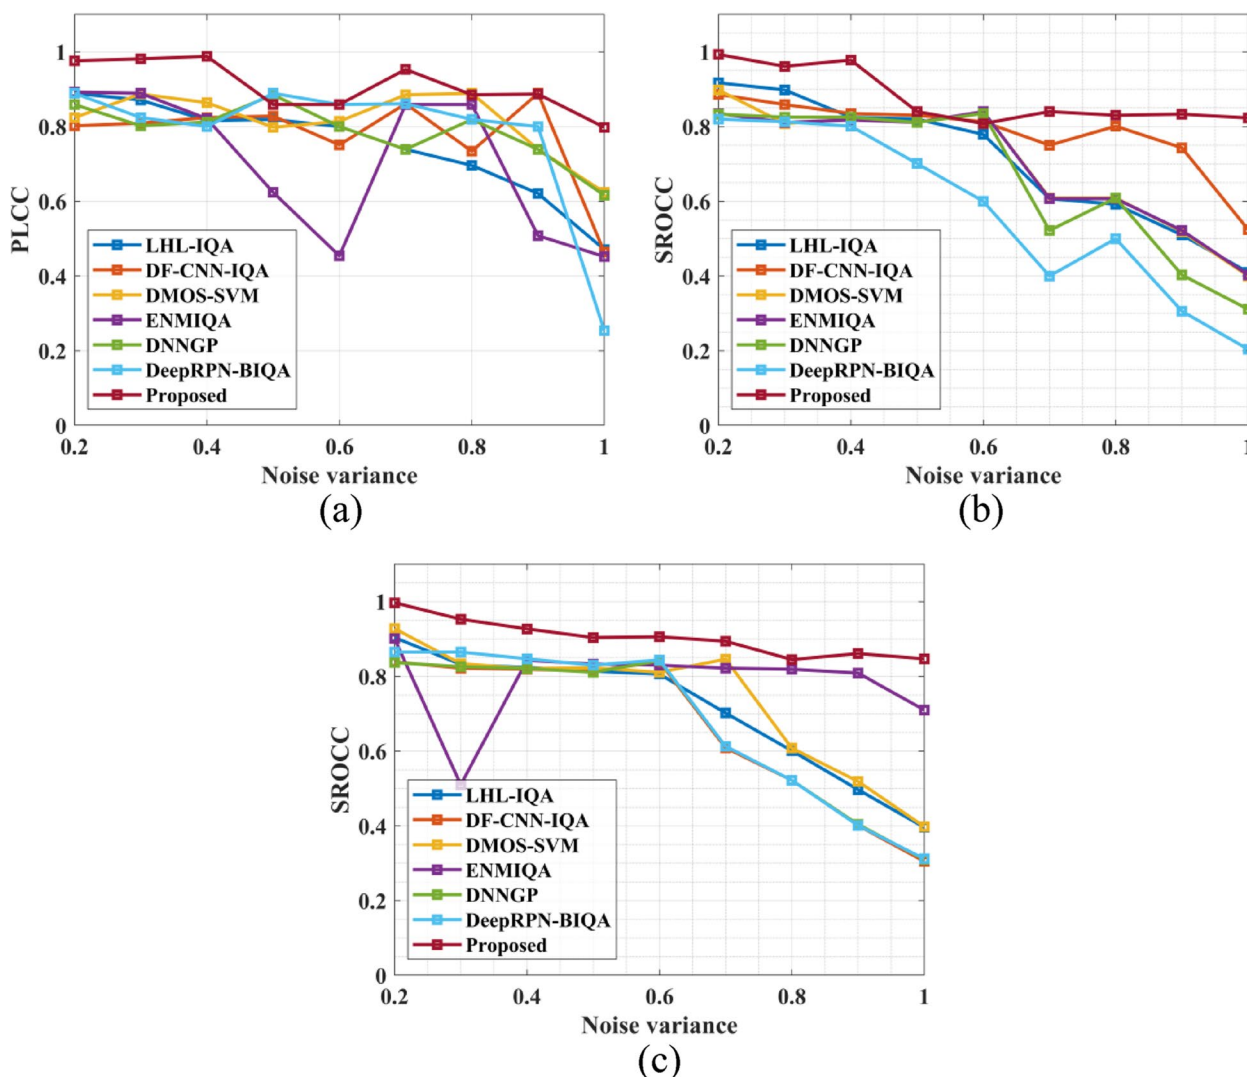 1
0.8
0.6
0.4
0.2
0
PLCC
LHL-IQA
DF-CNN-IQA
DMOS-SVM
ENMIQA
DNNGP
DeepRPN-BIQA
Proposed
0.2 0.4 0.6 0.8 1
Noise variance
(a)
1
0.8
0.6
0.4
0.2
0
SROCC
LHL-IQA
DF-CNN-IQA
DMOS-SVM
ENMIQA
DNNGP
DeepRPN-BIQA
Proposed
0.2 0.4 0.6 0.8 1
Noise variance
(b)
1
0.8
0.6
0.4
0.2
0
SROCC
LHL-IQA
DF-CNN-IQA
DMOS-SVM
ENMIQA
DNNGP
DeepRPN-BIQA
Proposed
0.2 0.4 0.6 0.8 1
Noise variance
(c)